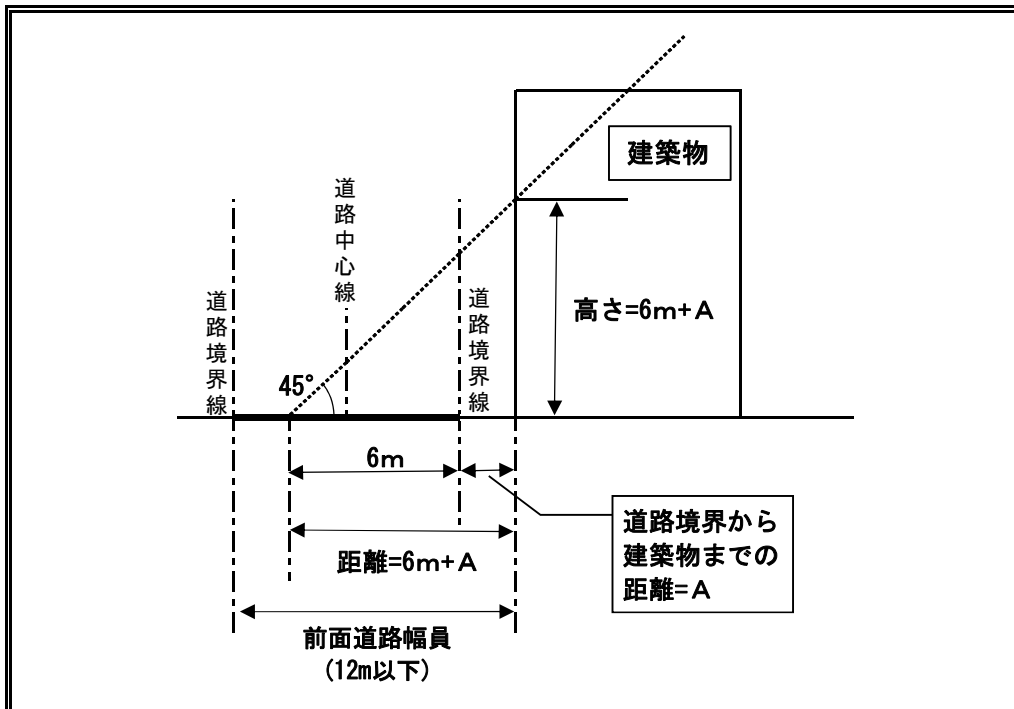 建築物
道路中心線
道路境界線
道路境界線
高さ=6m+A
45°
6m
道路境界から
建築物までの
距離=A
距離=6m+A
前面道路幅員
(12m以下)